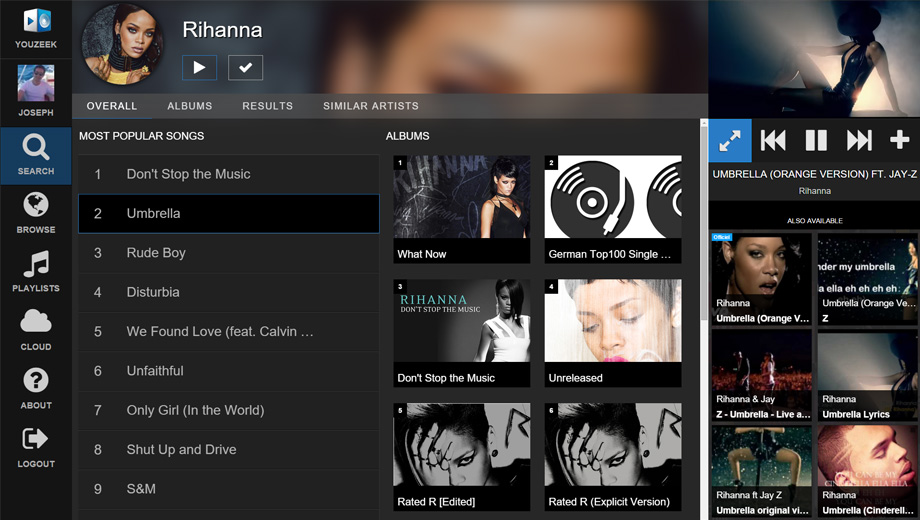 YOUZEEK
JOSEPH
SEARCH
BROWSE
PLAYLISTS
CLOUD
ABOUT
LOGOUT
Rihanna
OVERALL ALBUMS RESULTS SIMILAR ARTISTS
MOST POPULAR SONGS
1 Don't Stop the Music
2 Umbrella
3 Rude Boy
4 Disturbia
5 We Found Love (feat. Calvin ...
6 Unfaithful
7 Only Girl (In the World)
8 Shut Up and Drive
9 S&M
ALBUMS
1
What Now
2
German Top100 Single ...
3
RIHANNA
DON'T STOP THE MUSIC
Don't Stop the Music
4
Unreleased
5
Rated R [Edited]
6
Rated R (Explicit Version)
UMBRELLA (ORANGE VERSION) FT. JAY-Z
Rihanna
ALSO AVAILABLE
Official
Rihanna
Umbrella (Orange V...
nder my umbrella
a ella eh eh eh eh
Umbrella (Orange Ve...
Z
Rihanna & Jay
Z - Umbrella - Live a...
Rihanna
Umbrella Lyrics
Rihanna ft Jay Z
Umbrella original vi...
YOU CAN BE MY
Rihanna
Umbrella (Cinderell...